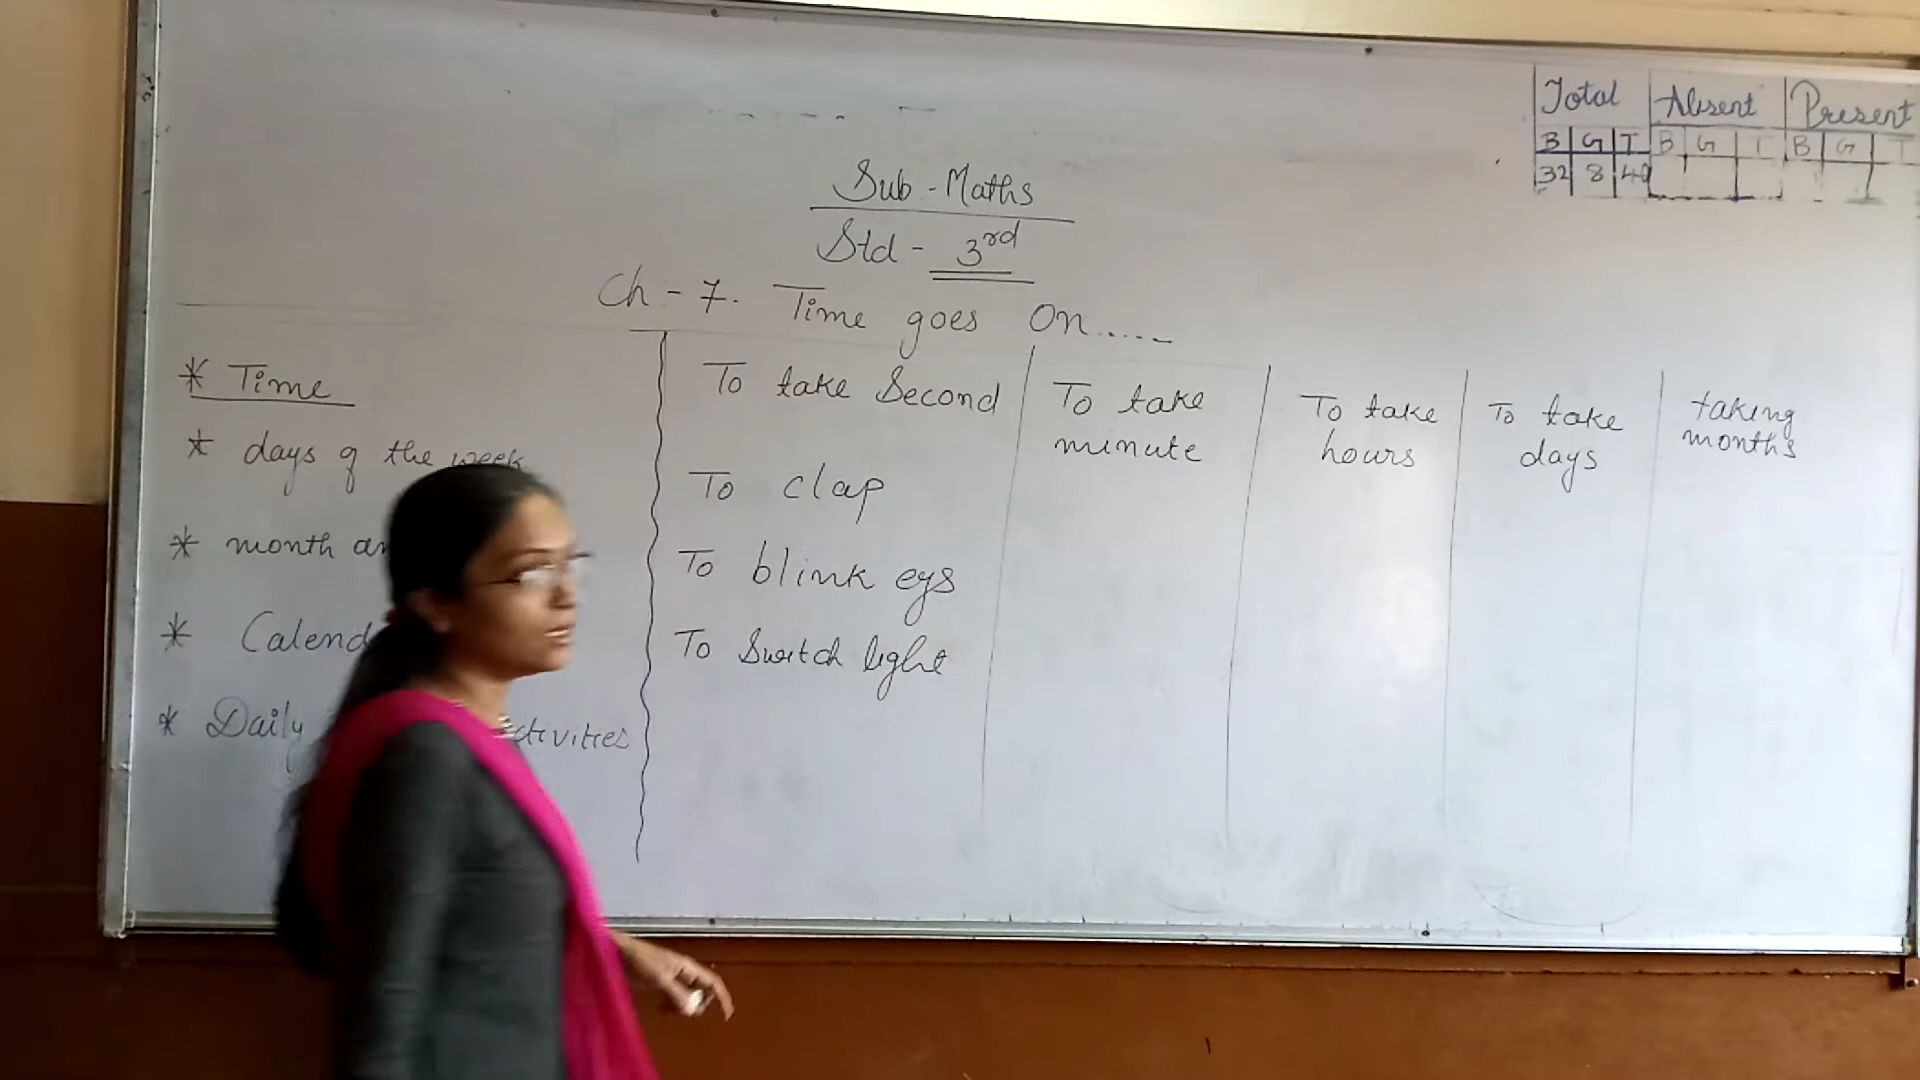 Total Absent Present
B G T B G T B G T
32 8 40
Sub - Maths
Std - 3rd
Ch - 7. Time goes On.....
* Time
* days of the week
* month
*
* Daily
To take Second
To clap
To blink eys
To Switch light
To take
minute
To take
hours
To take
days
taking
months